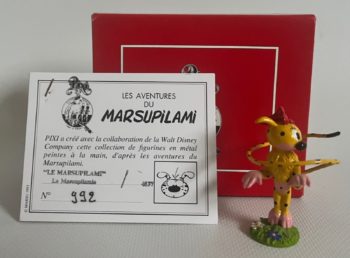 LES AVENTURES
DU
MARSUPILAMI
PIXI a créé avec la collaboration de la Walt Disney
Company cette collection de figurines en métal
peintes à la main, d'après les aventures du
Marsupilami.
"LE MARSUPILAMI"
Le Marsupilamie
N° 992